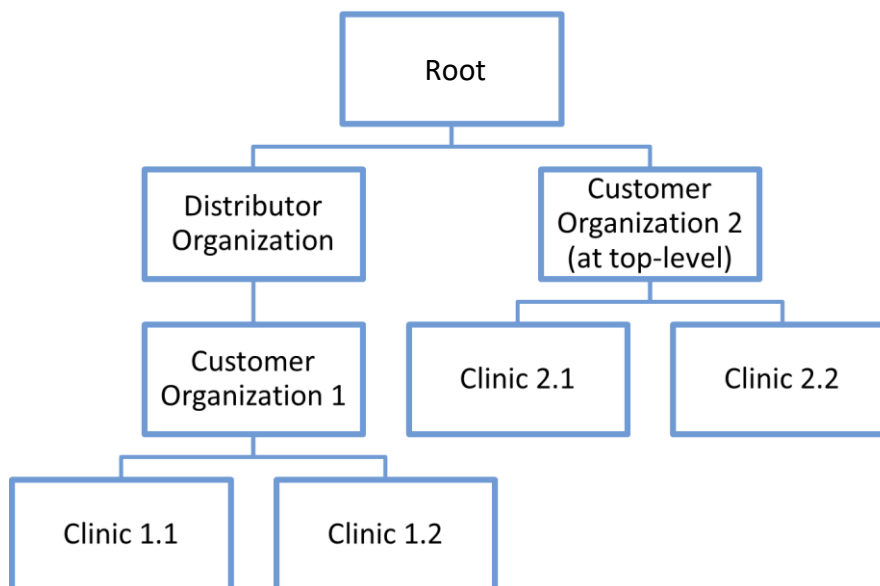 Root
Distributor
Organization
Customer
Organization 2
(at top-level)
Customer
Organization 1
Clinic 2.1
Clinic 2.2
Clinic 1.1
Clinic 1.2